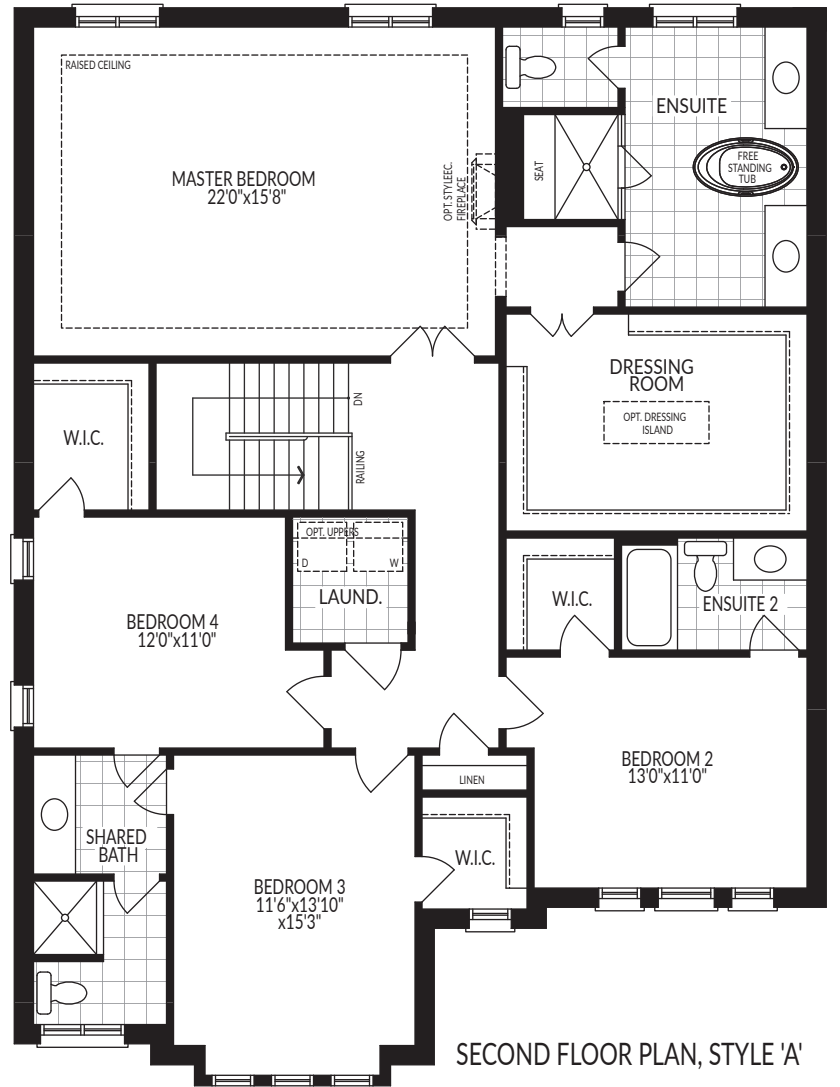 RAISED CEILING
MASTER BEDROOM
22'0"x15'8"
OPT. STYLEEC.
FIREPLACE
SEAT
ENSUITE
FREE
STANDING
TUB
DRESSING
ROOM
OPT. DRESSING
ISLAND
W.I.C.
DN
RAILING
OPT. UPPERS
D
W
LAUND.
BEDROOM 4
12'0"x11'0"
W.I.C.
ENSUITE 2
BEDROOM 2
13'0"x11'0"
LINEN
SHARED
BATH
W.I.C.
BEDROOM 3
11'6"x13'10"
x15'3"
SECOND FLOOR PLAN, STYLE 'A'